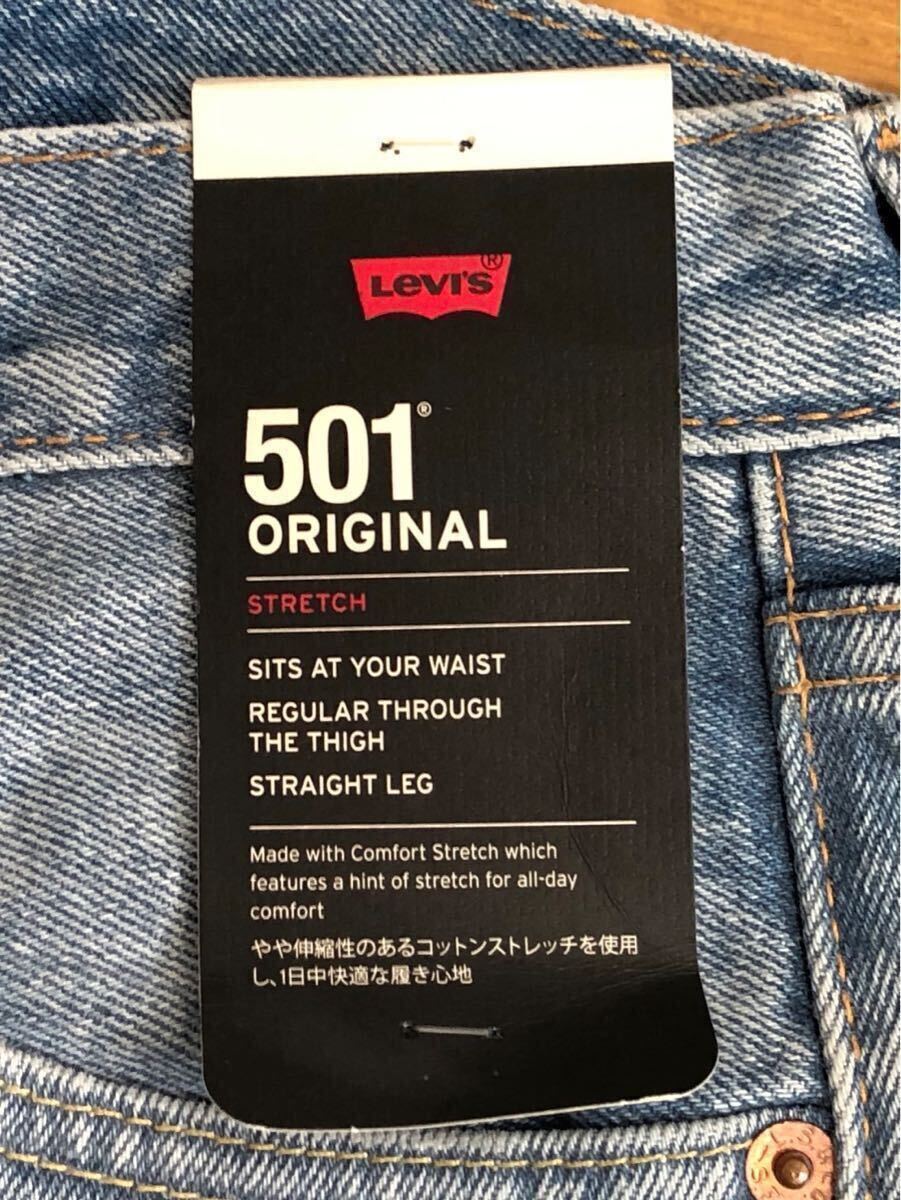 Levi's®
501®
ORIGINAL
STRETCH
SITS AT YOUR WAIST
REGULAR THROUGH
THE THIGH
STRAIGHT LEG
Made with Comfort Stretch which
features a hint of stretch for all-day
comfort
やや伸縮性のあるコットンストレッチを使用
し、1日中快適な履き心地